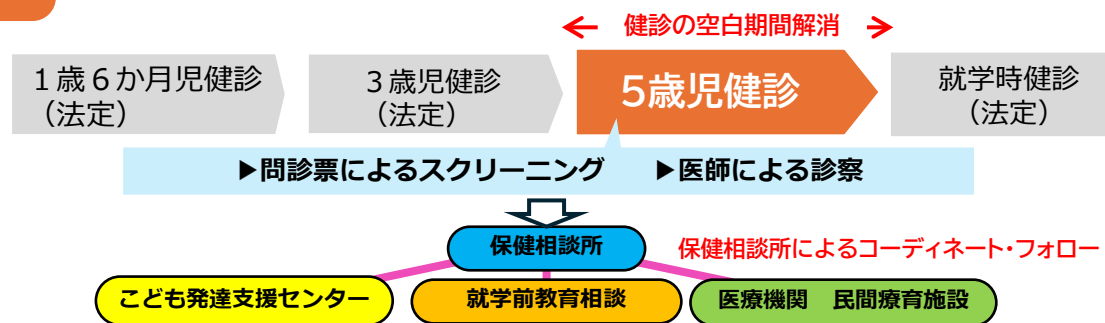 健診の空白期間解消
１歳６か月児健診
（法定）
３歳児健診
（法定）
5歳児健診
就学時健診
（法定）
▶問診票によるスクリーニング　▶医師による診察
保健相談所
保健相談所によるコーディネート・フォロー
こども発達支援センター
就学前教育相談
医療機関　民間療育施設